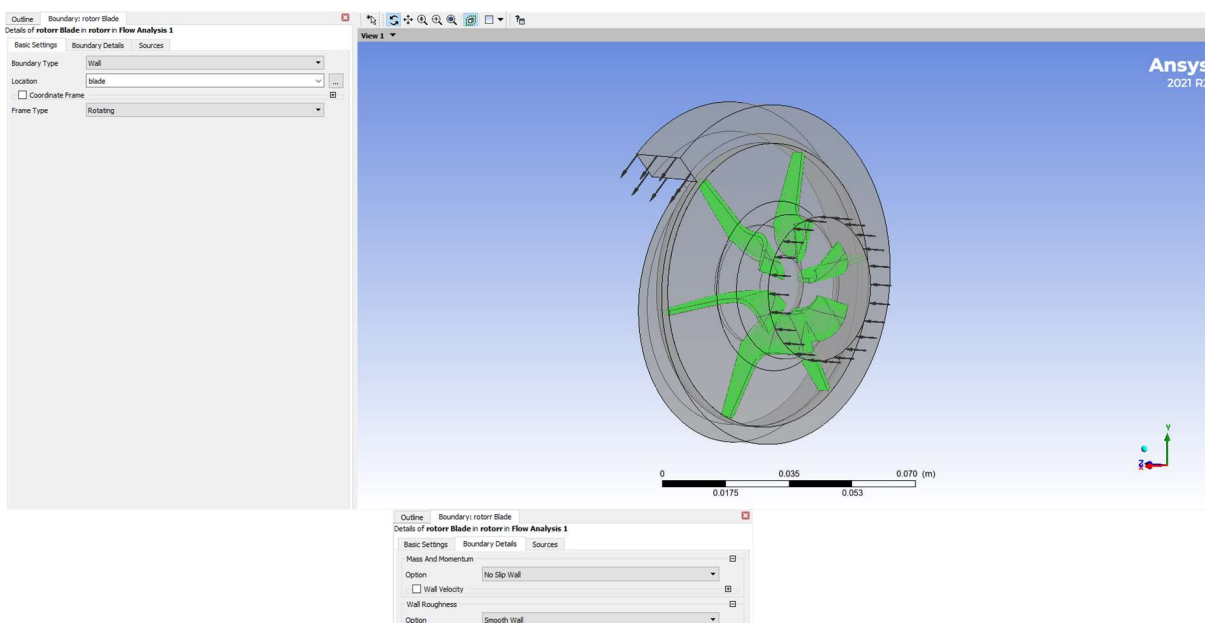 Outline Boundary: rotorr Blade
Details of rotorr Blade in rotorr in Flow Analysis 1
Basic Settings Boundary Details Sources
Boundary Type Wall
Location blade ...
Coordinate Frame
Frame Type Rotating
View 1
Ansys
2021
Y
Z
X
0 0.035 0.070 (m)
0.0175 0.053
Outline Boundary: rotorr Blade
Details of rotorr Blade in rotorr in Flow Analysis 1
Basic Settings Boundary Details Sources
Mass And Momentum
Option No Slip Wall
Wall Velocity
Wall Roughness
Option Smooth Wall